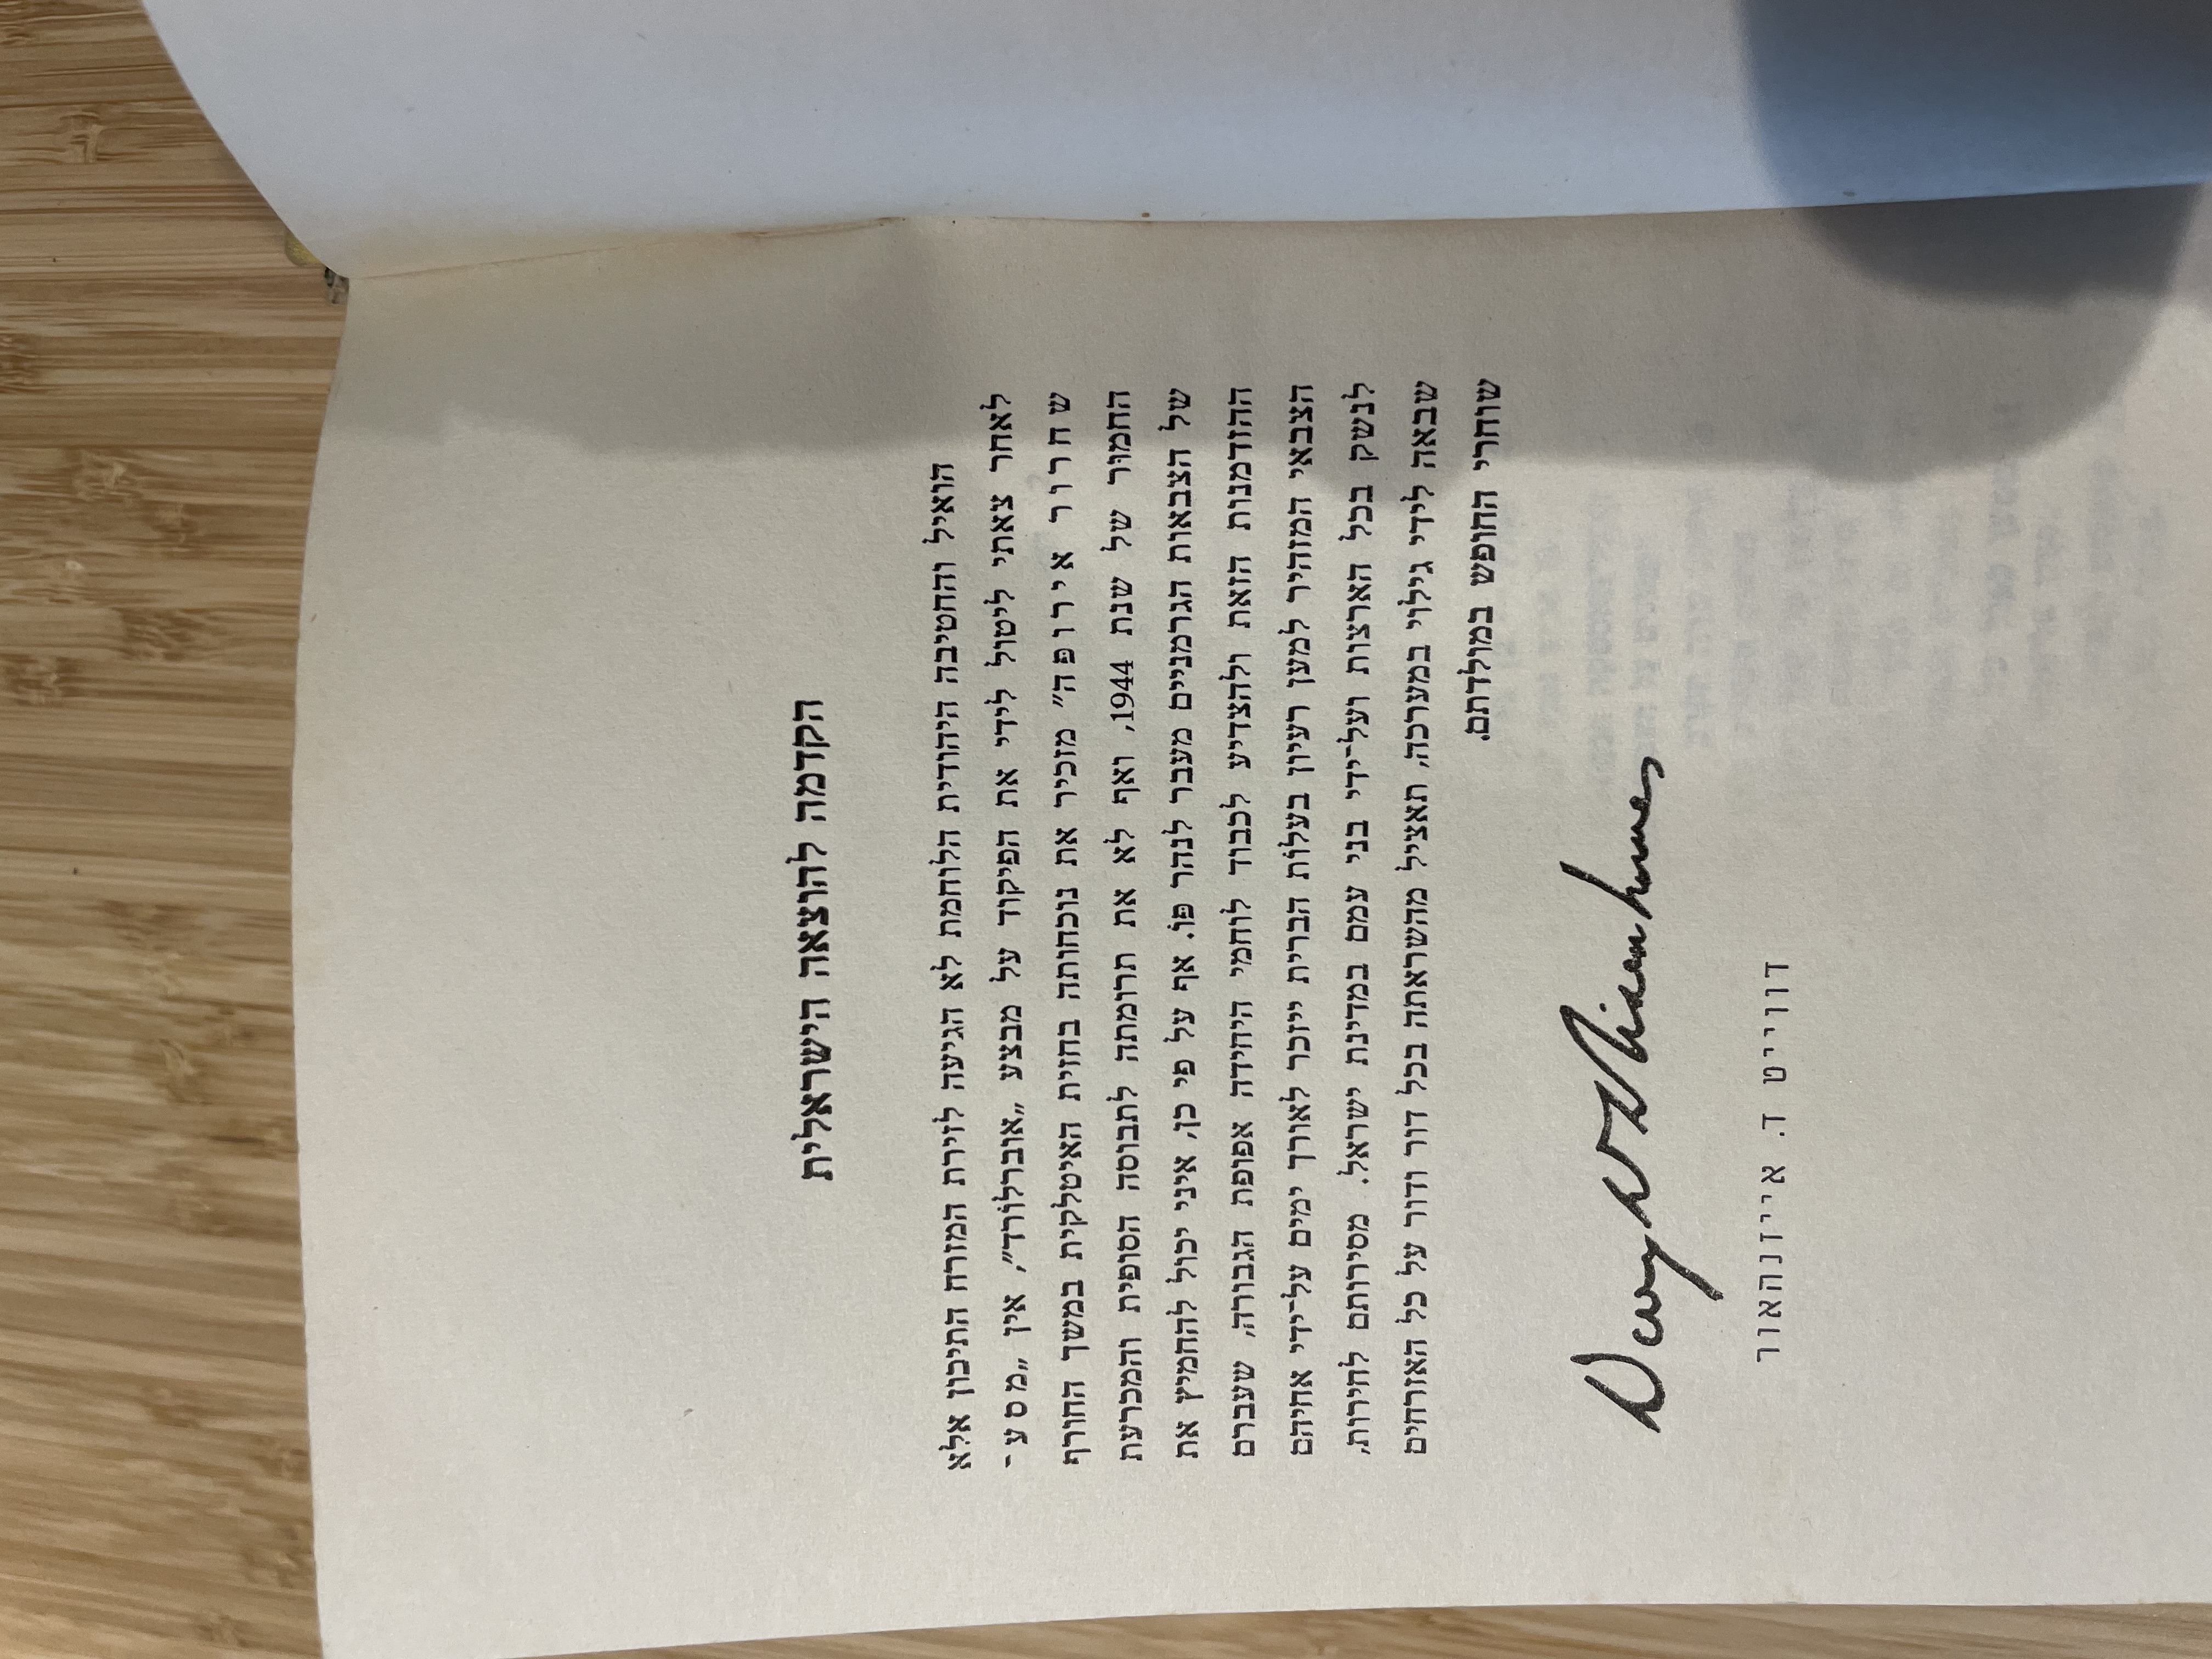 הקדמה להוצאה הישראלית
הואיל והחטיבה היהודית הלוחמת לא הגיעה לזירת המזרח התיכון אלא
לאחר צאתי ליטול לידי את הפיקוד על מבצע „אוברלורד״, אין „מסע־
שחרור אירופה״ מזכיר את נוכחותה בחזית האיטלקית במשך החורף
החמוּר של שנת 1944, ואף לא את תרומתה לתבוסה הסופית והמכרעת
של הצבאות הגרמניים מעבר לנהר פּוֹ. אף על פי כן, איני יכול להחמיץ את
ההזדמנות הזאת ולהצדיע לכבוד לוחמי היחידה אפופת הגבורה, שעברם
הצבאי המזהיר למען רעיון בעלוֹת הברית ייזכר לאורך ימים על־ידי אחיהם
לנשק בכל הארצות ועל־ידי בני עמם במדינת ישראל. מסירותם לחירות,
שבאה לידי גילוי במערכה, תאציל מהשראתה בכל דור ודור על כל האזרחים
שוחרי החופש במולדתם.
Dwight D Eisenhower
דווייט ד. אייזנהאור